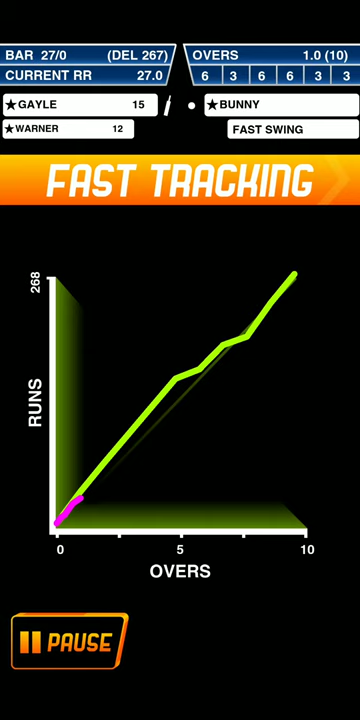 BAR 27/0 (DEL 267)
CURRENT RR 27.0
OVERS 1.0 (10)
6 3 6 6 3 3
★GAYLE 15
★WARNER 12
★BUNNY
FAST SWING
FAST TRACKING
268
RUNS
0 5 10
OVERS
PAUSE